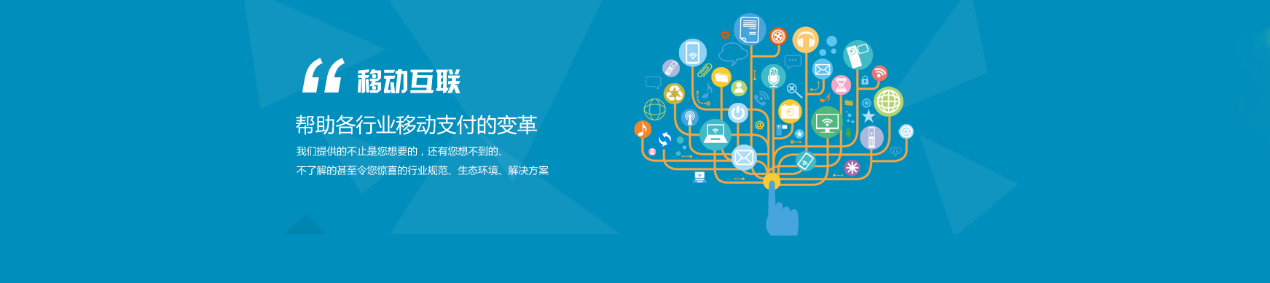 移动互联
帮助各行业移动支付的变革
我们提供的不止是您想要的，还有您想不到的、
不了解的甚至令您惊喜的行业规范、生态环境、解决方案